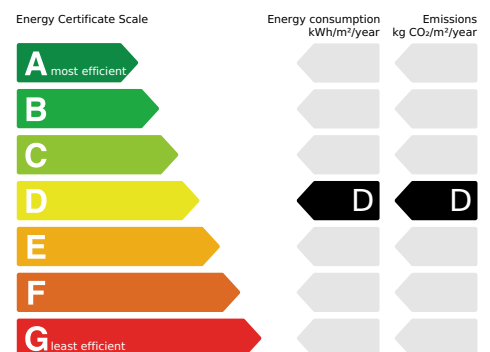 Energy Certificate Scale
Energy consumption
kWh/m²/year
Emissions
kg CO₂/m²/year
A most efficient
B
C
D D D
E
F
G least efficient